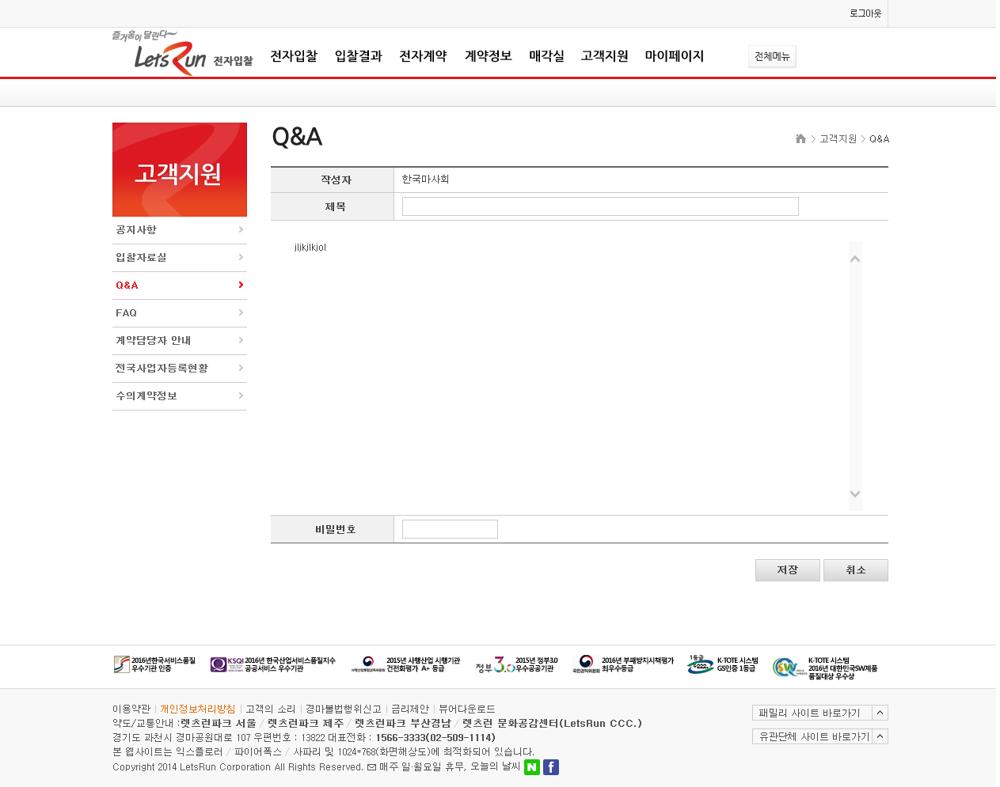 로그아웃
즐거움이 달린다~
LetsRun 전자입찰
전자입찰 입찰결과 전자계약 계약정보 매각실 고객지원 마이페이지 전체메뉴
고객지원
Q&A
고객지원 > Q&A
공지사항
입찰자료실
Q&A
FAQ
계약담당자 안내
전국사업자등록현황
수의계약정보
작성자 한국마사회
제목
jljkjlkjol
비밀번호
저장 취소
2016년한국서비스품질
우수기관 인증
KSQI 2016년 한국산업서비스품질지수
공공서비스 우수기관
2015년 사행산업 시행기관
건전화평가 A+ 등급
정부3.0 2015년 정부3.0
우수공공기관
국민권익위원회 2016년 부패방지시책평가
최우수등급
1등급 K-TOTE 시스템
GS인증 1등급
K-TOTE 시스템
2016년 대한민국SW제품
품질대상 우수상
이용약관 | 개인정보처리방침 | 고객의 소리 | 경마불법행위신고 | 금리제안 | 뷰어다운로드
약도/교통안내 :렛츠런파크 서울 / 렛츠런파크 제주 / 렛츠런파크 부산경남 / 렛츠런 문화공감센터(LetsRun CCC.)
경기도 과천시 경마공원대로 107 우편번호 : 13822 대표전화 : 1566-3333(02-509-1114)
본 웹사이트는 익스플로러 / 파이어폭스 / 사파리 및 1024*768(화면해상도)에 최적화되어 있습니다.
Copyright 2014 LetsRun Corporation All Rights Reserved. 매주 일·월요일 휴무, 오늘의 날씨 N f
패밀리 사이트 바로가기
유관단체 사이트 바로가기